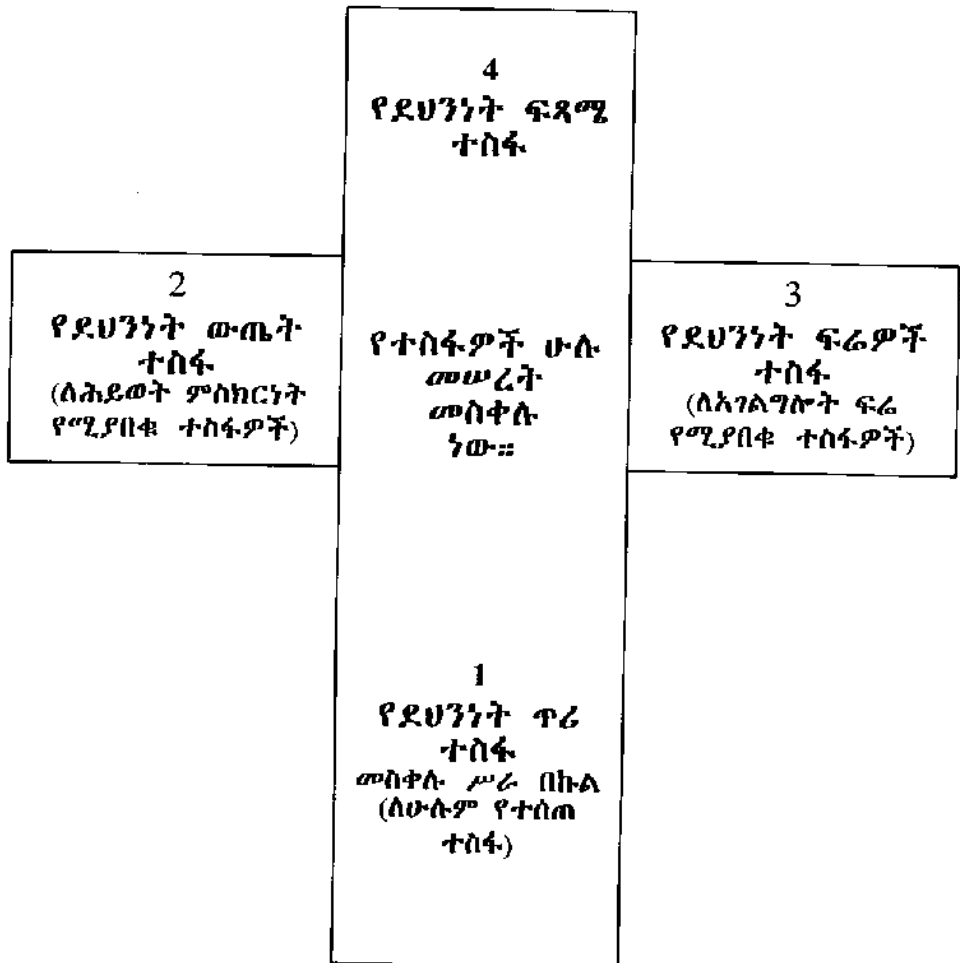 4
የደህንነት ፍጻሜ
ተስፋ
2
የደህንነት ውጤት
ተስፋ
(ለሕይወት ምስክርነት
የሚያበቁ ተስፋዎች)
የተስፋዎች ሁሉ
መሠረት
መስቀሉ
ነው።
3
የደህንነት ፍሬዎች
ተስፋ
(ለአገልግሎት ፍሬ
የሚያበቁ ተስፋዎች)
1
የደህንነት ጥሪ
ተስፋ
መስቀሉ ሥራ በኩል
(ለሁሉም የተሰጠ
ተስፋ)